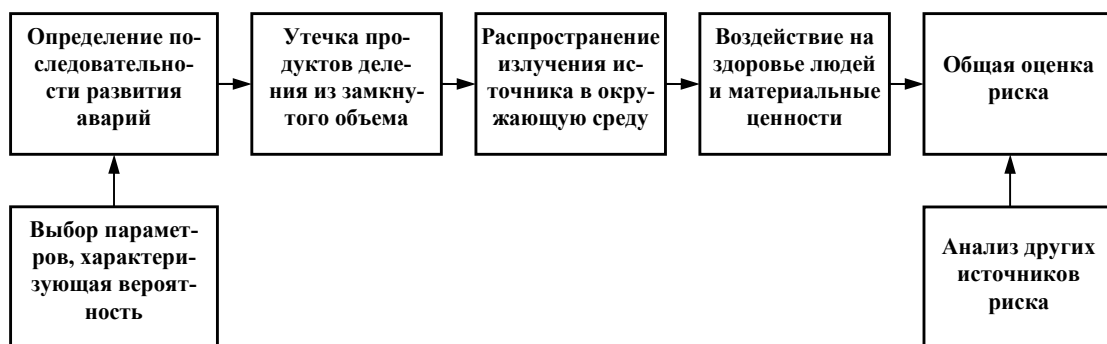 Определение по-
следовательно-
сти развития
аварий
Утечка про-
дуктов деле-
ния из замкну-
того объема
Распространение
излучения ис-
точника в окру-
жающую среду
Воздействие на
здоровье людей
и материальные
ценности
Общая оценка
риска
Выбор парамет-
ров, характери-
зующая вероят-
ность
Анализ других
источников
риска